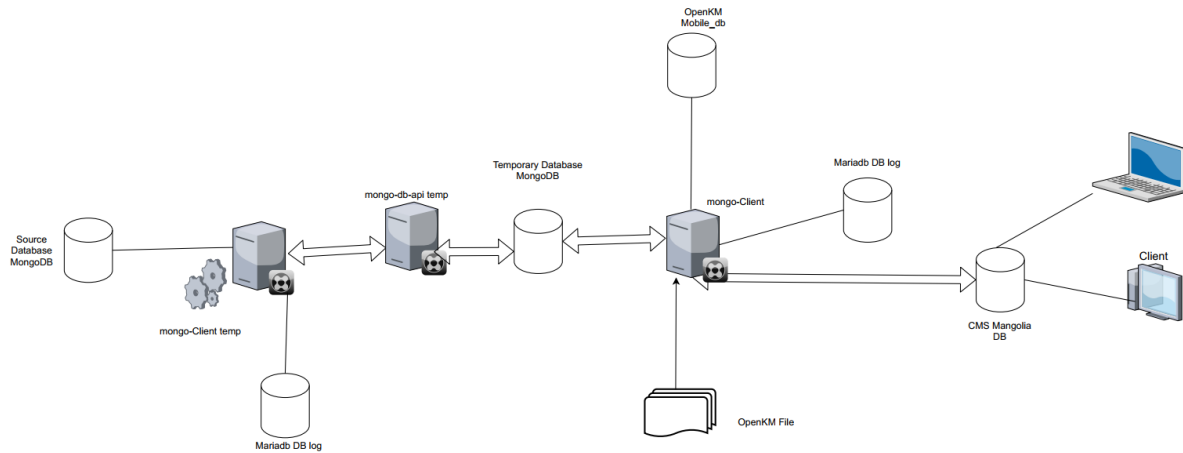 OpenKM
Mobile_db
Temporary Database
MongoDB
Mariadb DB log
mongo-db-api temp
mongo-Client
Source
Database
MongoDB
Client
mongo-Client temp
CMS Mangolia
DB
OpenKM File
Mariadb DB log